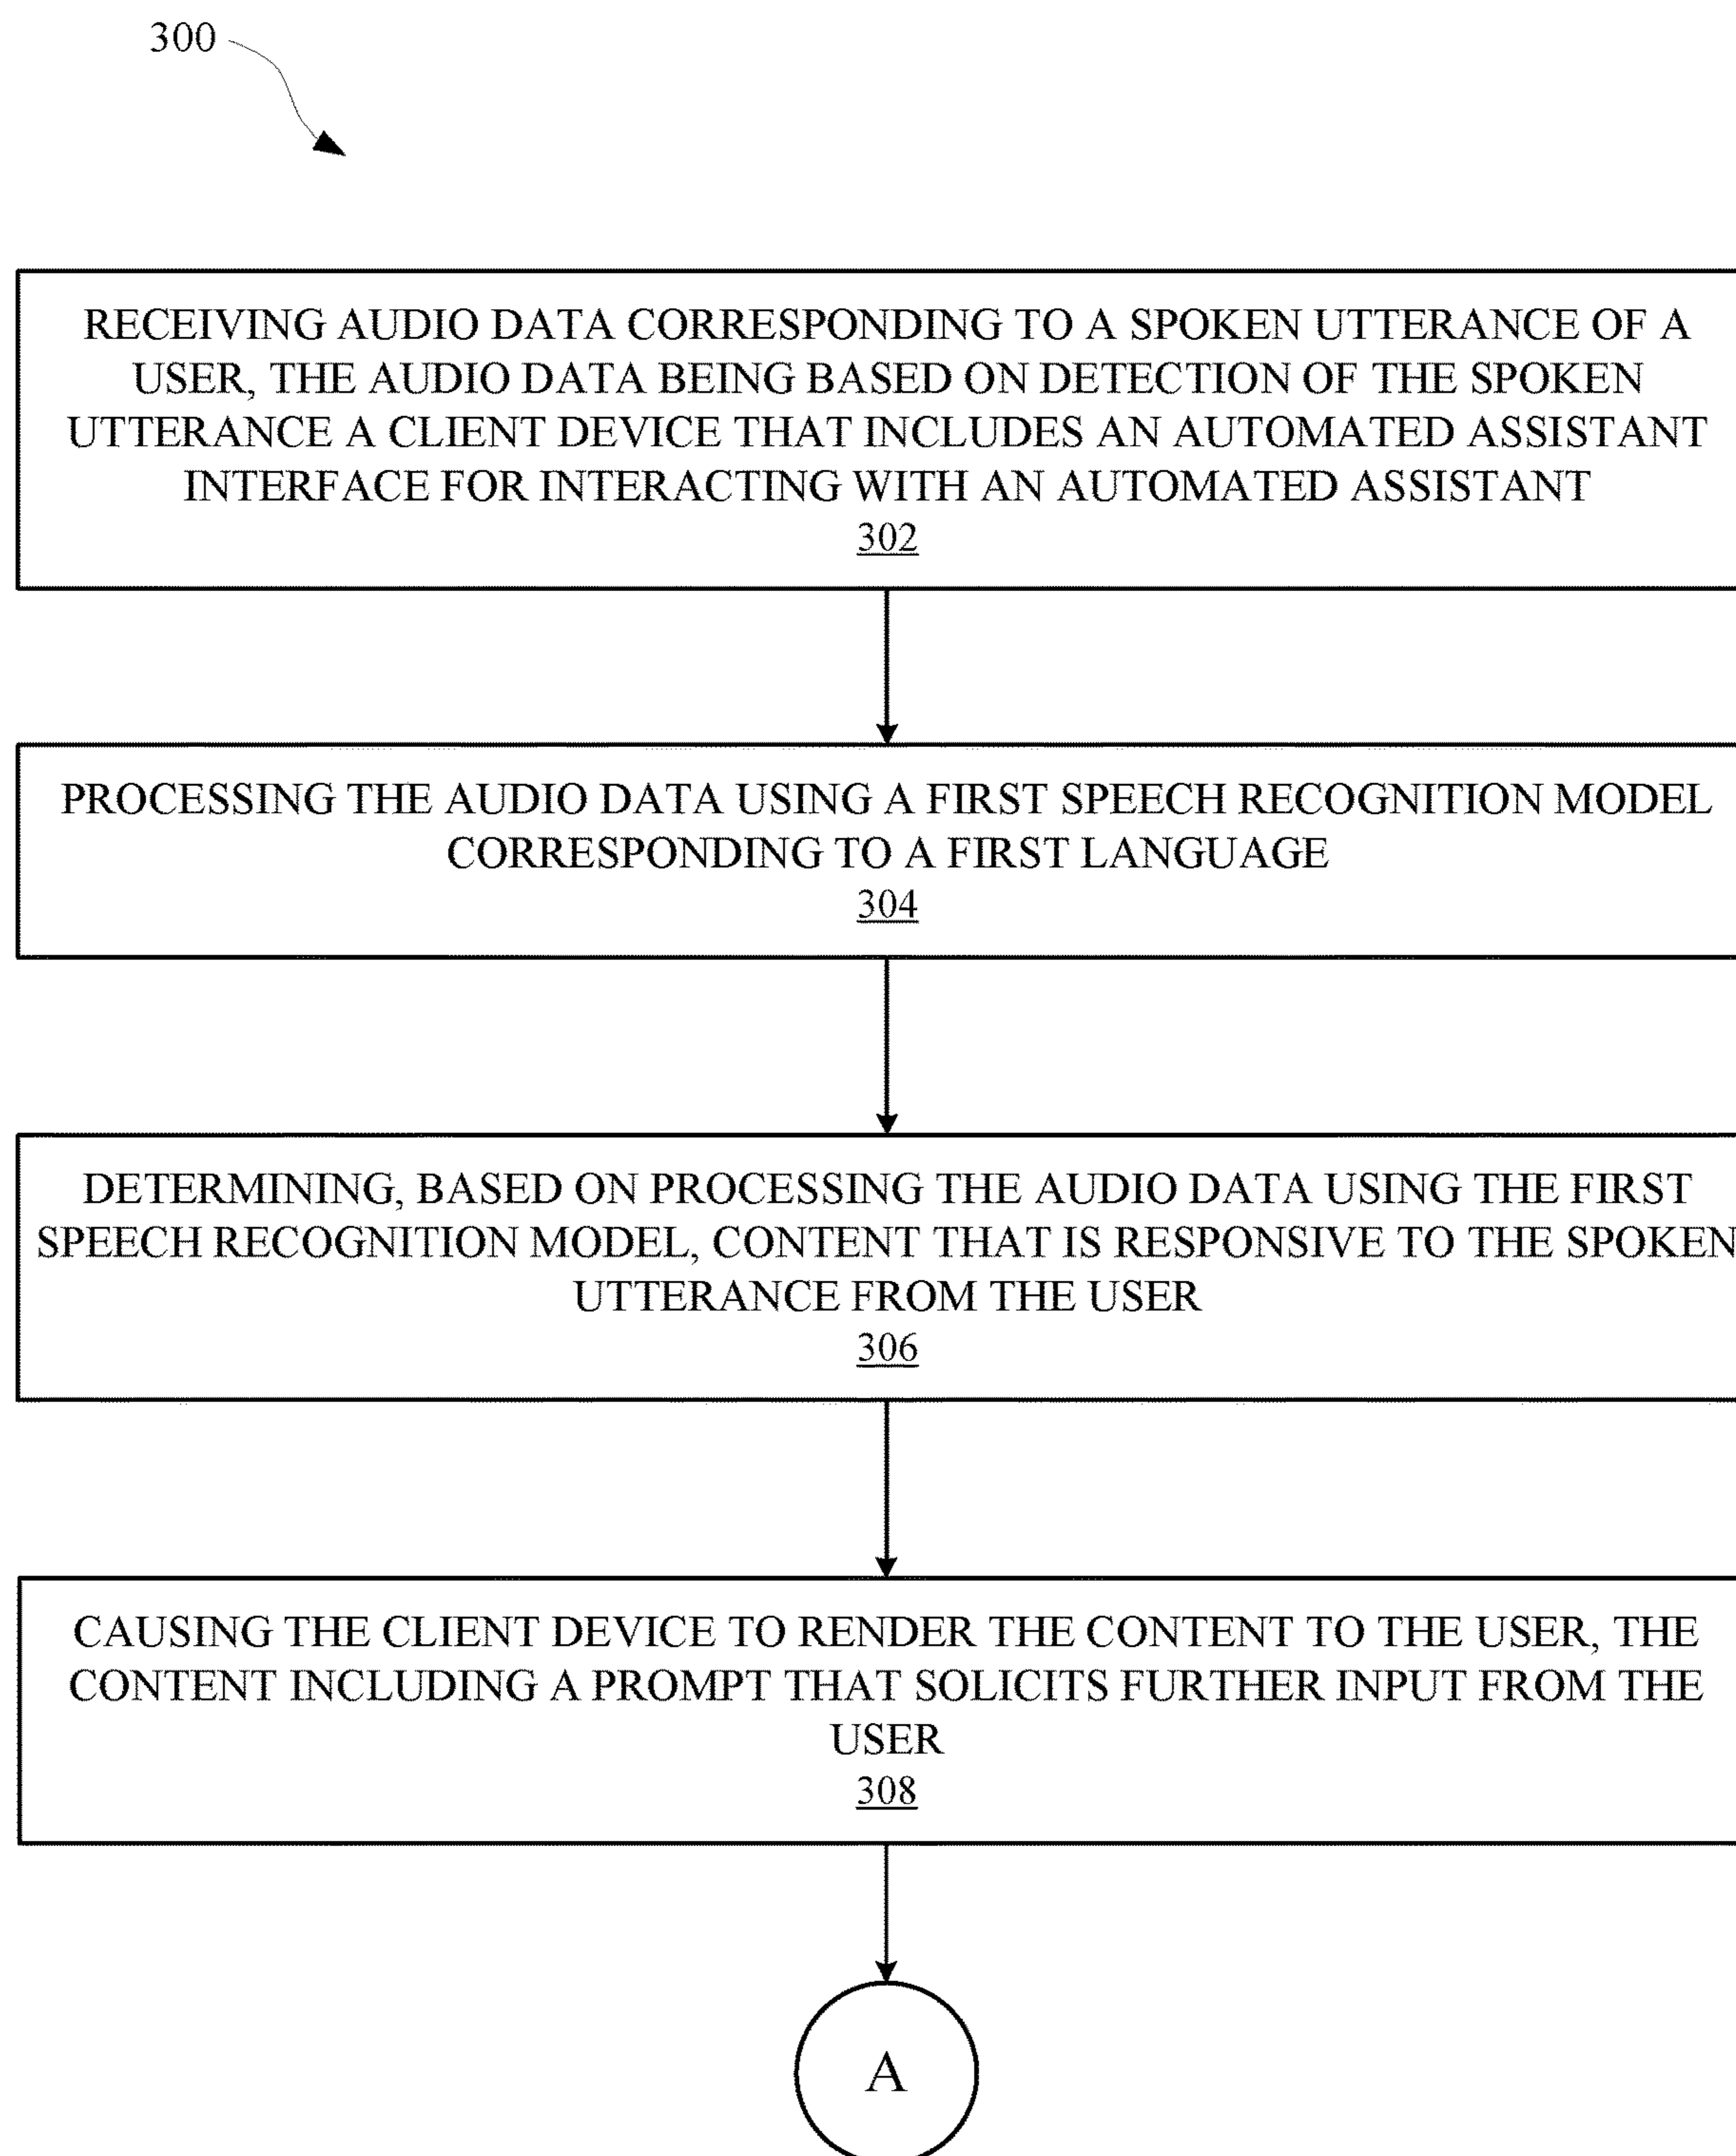 300
RECEIVING AUDIO DATA CORRESPONDING TO A SPOKEN UTTERANCE OF A
USER, THE AUDIO DATA BEING BASED ON DETECTION OF THE SPOKEN
UTTERANCE A CLIENT DEVICE THAT INCLUDES AN AUTOMATED ASSISTANT
INTERFACE FOR INTERACTING WITH AN AUTOMATED ASSISTANT
302
PROCESSING THE AUDIO DATA USING A FIRST SPEECH RECOGNITION MODEL
CORRESPONDING TO A FIRST LANGUAGE
304
DETERMINING, BASED ON PROCESSING THE AUDIO DATA USING THE FIRST
SPEECH RECOGNITION MODEL, CONTENT THAT IS RESPONSIVE TO THE SPOKEN
UTTERANCE FROM THE USER
306
CAUSING THE CLIENT DEVICE TO RENDER THE CONTENT TO THE USER, THE
CONTENT INCLUDING A PROMPT THAT SOLICITS FURTHER INPUT FROM THE
USER
308
A